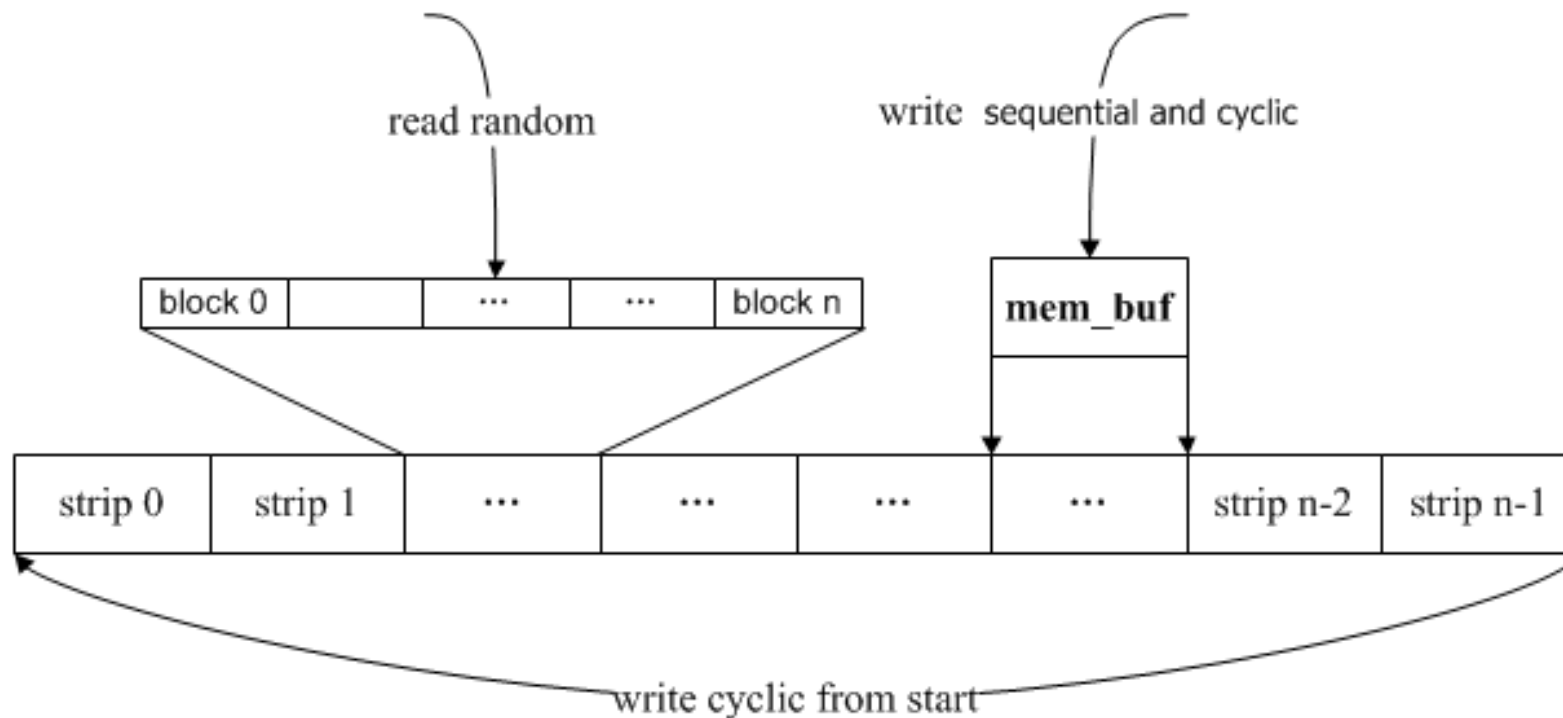 read random
write sequential and cyclic
block 0 ... ... block n
mem_buf
strip 0 strip 1 ... ... ... ... strip n-2 strip n-1
write cyclic from start